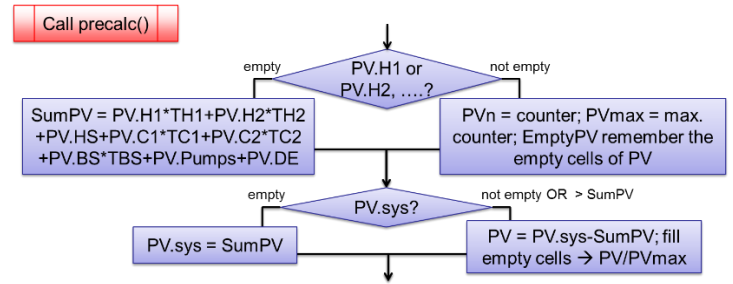 Call precalc()
empty
PV.H1 or
PV.H2, ….?
not empty
SumPV = PV.H1*TH1+PV.H2*TH2
+PV.HS+PV.C1*TC1+PV.C2*TC2
+PV.BS*TBS+PV.Pumps+PV.DE
PVn = counter; PVmax = max.
counter; EmptyPV remember the
empty cells of PV
empty
PV.sys?
not empty OR > SumPV
PV.sys = SumPV
PV = PV.sys-SumPV; fill
empty cells → PV/PVmax